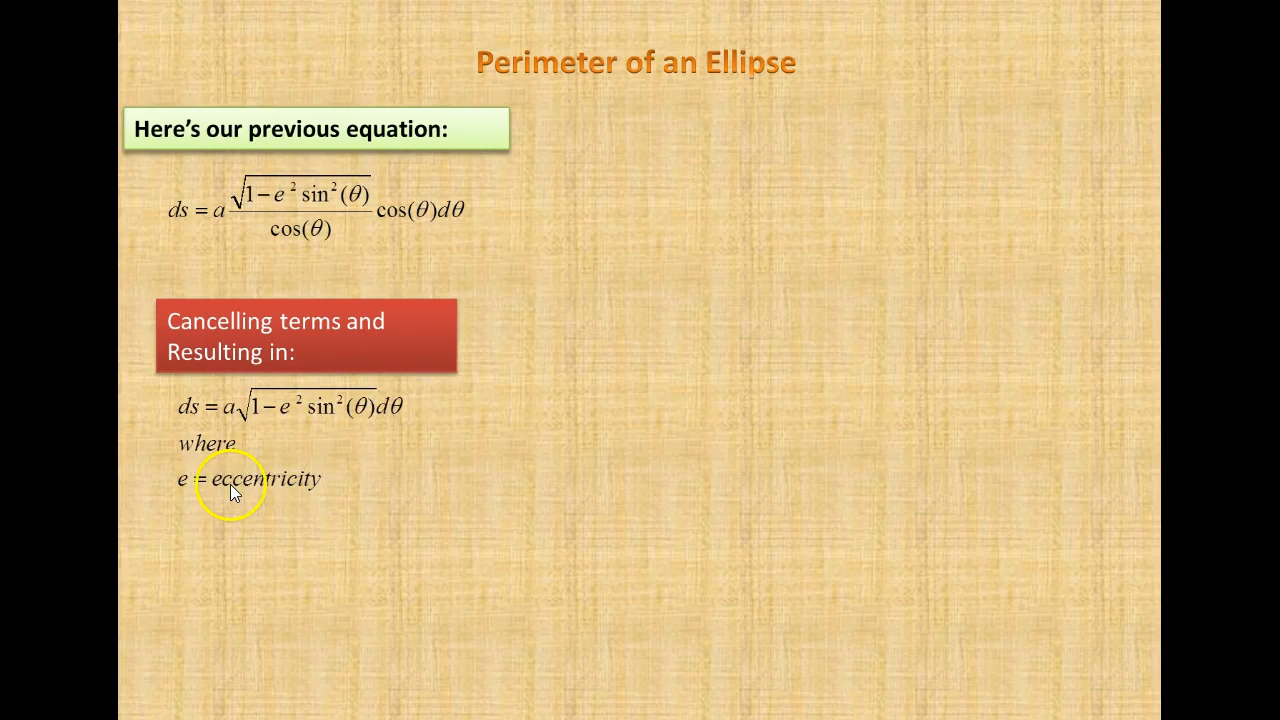 Perimeter of an Ellipse
Here's our previous equation:
ds = a √(1 − e² sin²(θ)) / cos(θ) cos(θ)dθ
Cancelling terms and
Resulting in:
ds = a√(1 − e² sin²(θ))dθ
where
e = eccentricity